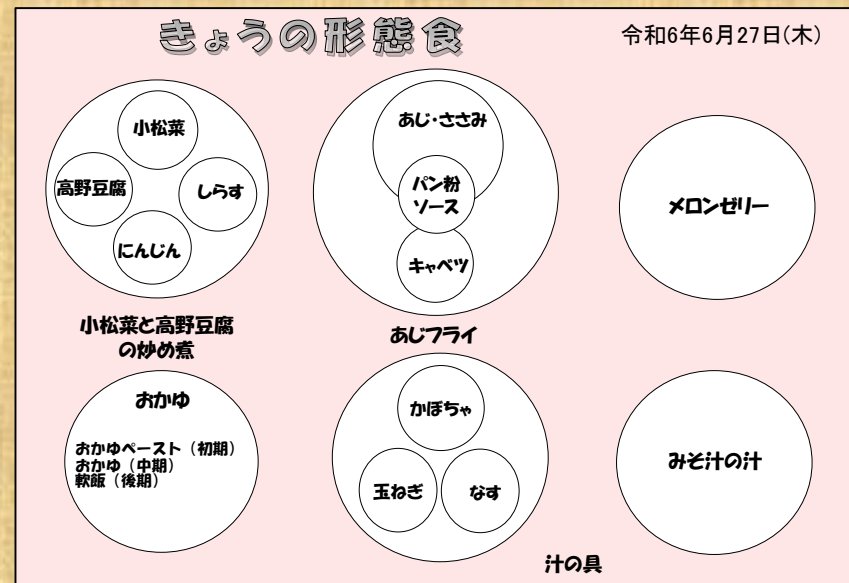 きょうの形態食
令和6年6月27日(木)
小松菜
高野豆腐
しらす
にんじん
小松菜と高野豆腐
の炒め煮
あじ・ささみ
パン粉
ソース
キャベツ
あじフライ
メロンゼリー
おかゆ
おかゆペースト（初期）
おかゆ（中期）
軟飯（後期）
かぼちゃ
玉ねぎ
なす
汁の具
みそ汁の汁